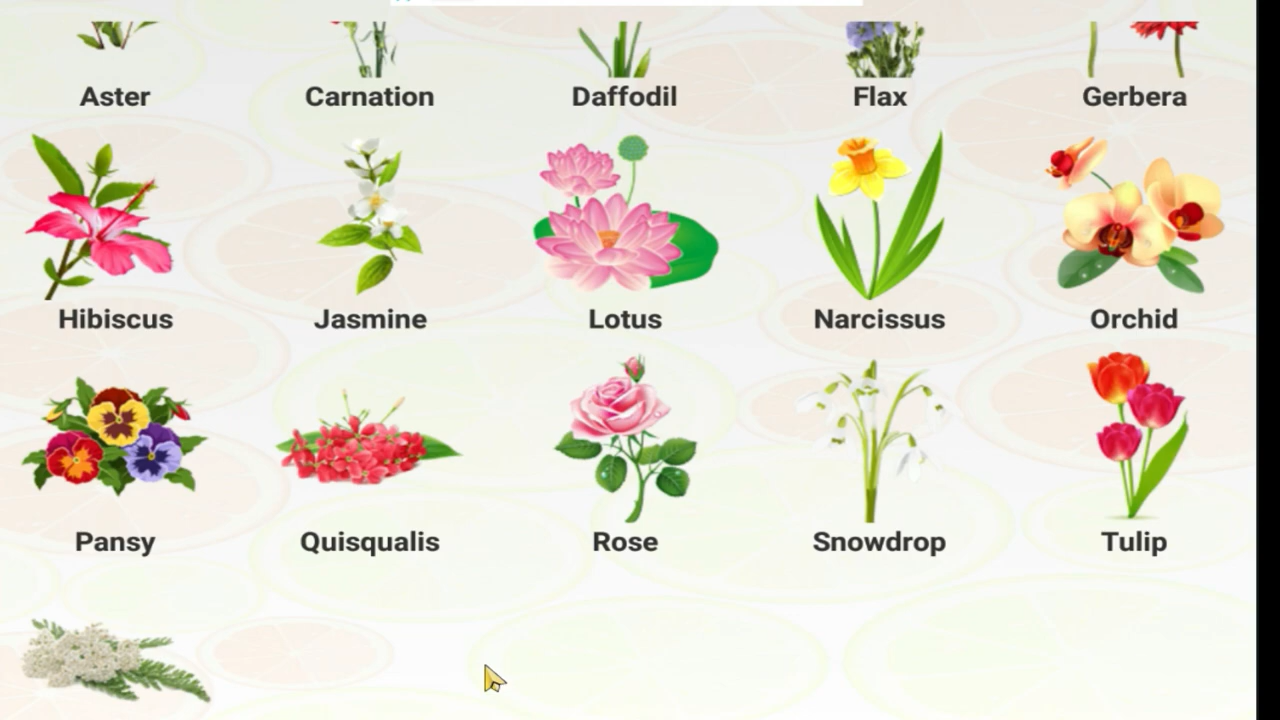 Aster
Carnation
Daffodil
Flax
Gerbera
Hibiscus
Jasmine
Lotus
Narcissus
Orchid
Pansy
Quisqualis
Rose
Snowdrop
Tulip